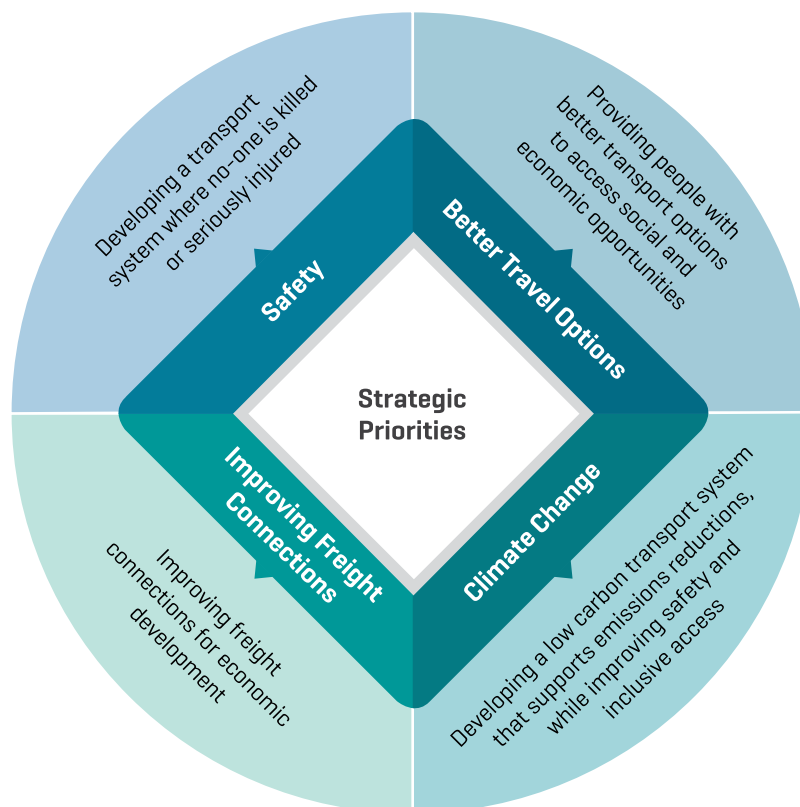 Developing a transport
system where no-one is killed
or seriously injured
Safety
Providing people with
better transport options
to access social and
economic opportunities
Better Travel Options
Strategic
Priorities
Improving Freight
Connections
Improving freight
connections for economic
development
Climate Change
Developing a low carbon transport system
that supports emissions reductions,
while improving safety and
inclusive access